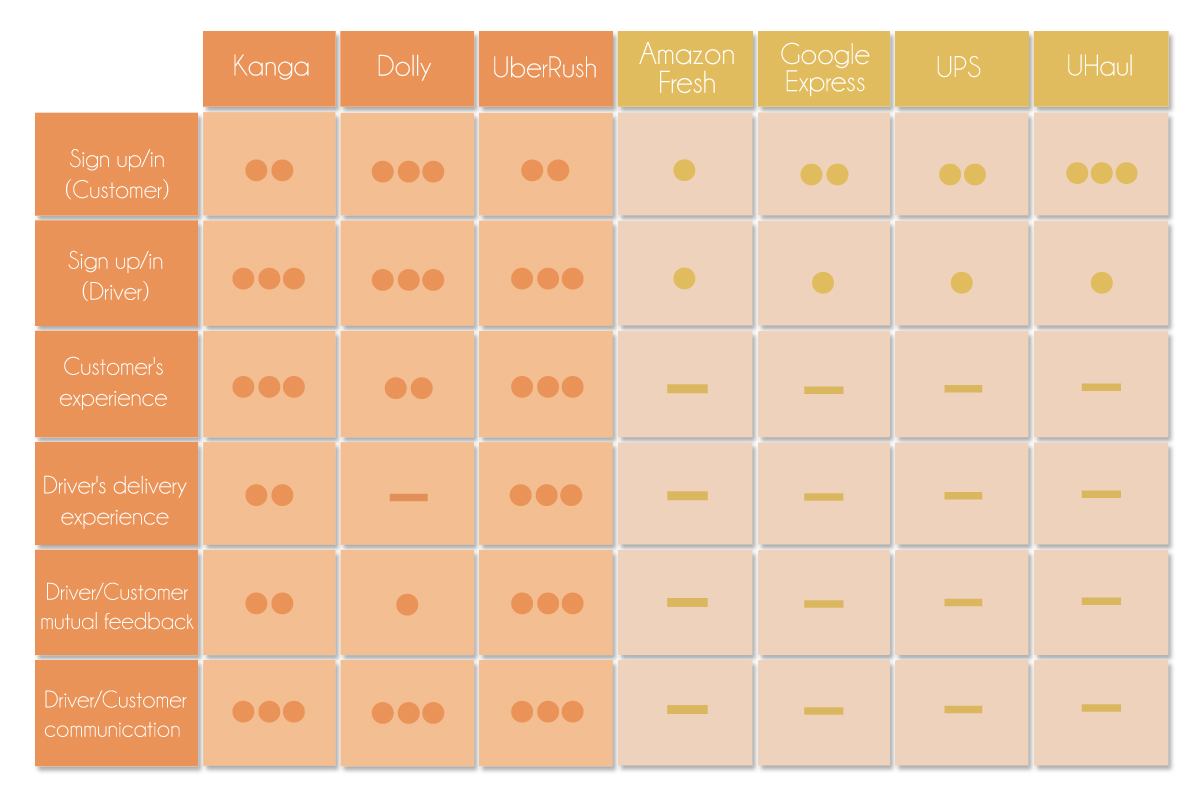 Kanga
Dolly
UberRush
Amazon
Fresh
Google
Express
UPS
UHaul
Sign up/in
(Customer)
Sign up/in
(Driver)
Customer's
experience
Driver's delivery
experience
Driver/Customer
mutual feedback
Driver/Customer
communication